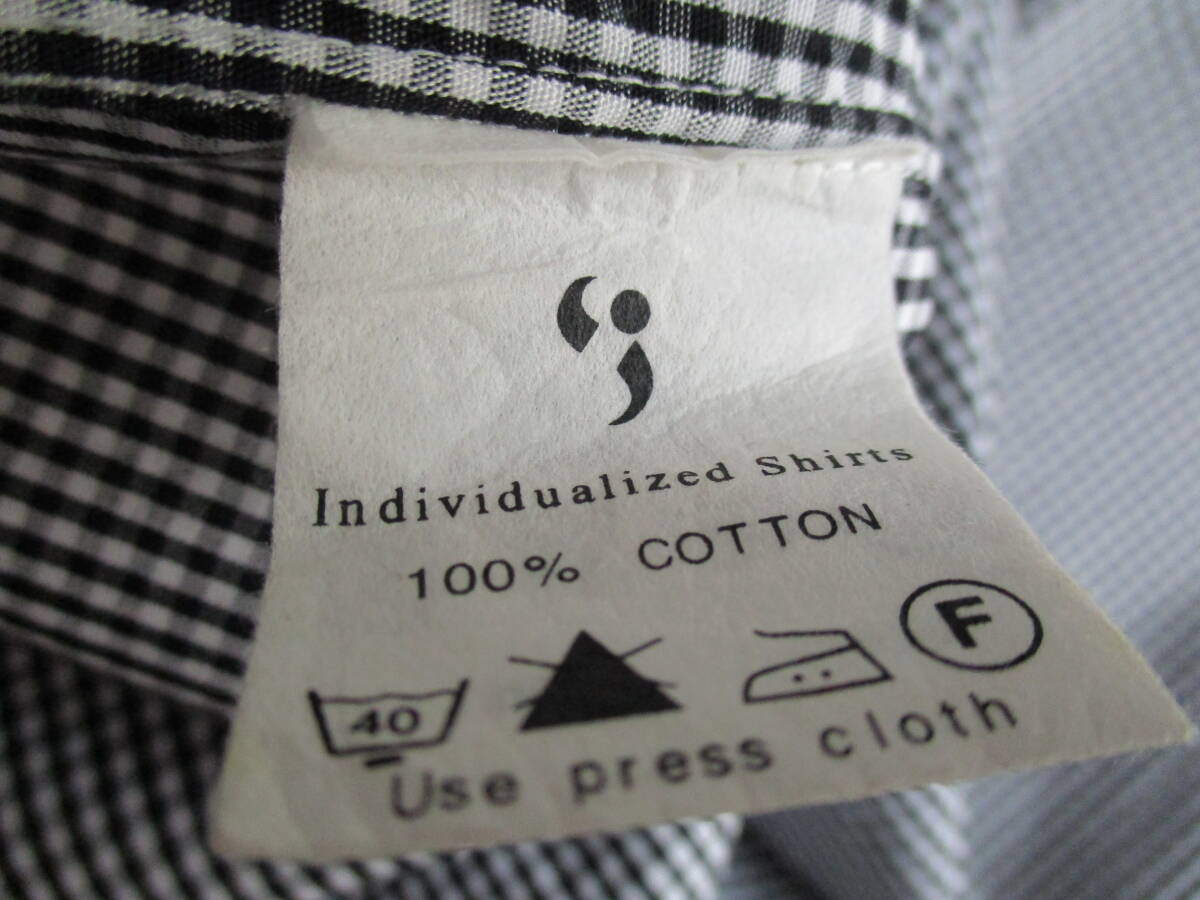 Individualized Shirts
100% COTTON
40 F
Use press cloth